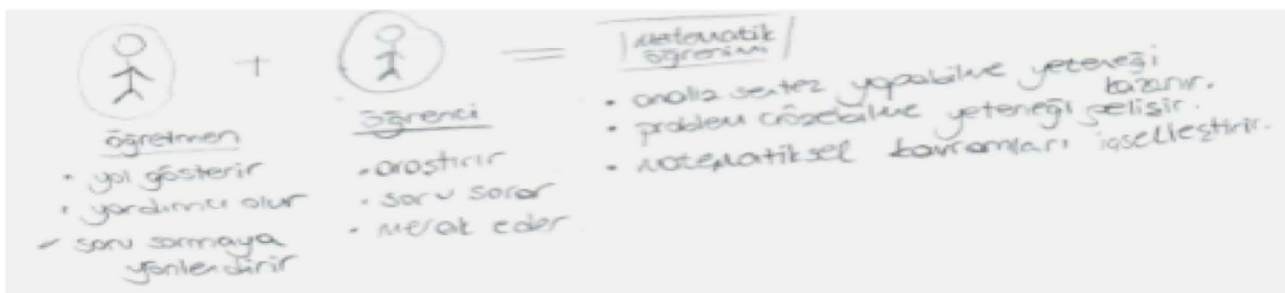 +
=
öğretmen
• yol gösterir
• yardımcı olur
- soru sormaya
yönlendirir
öğrenci
• araştırır
• soru sorar
• merak eder
Matematik
öğrenimi
• analiz sentez yapabilme yeteneği
kazanır.
• problem çözebilme yeteneği gelişir.
• Matematiksel kavramları içselleştirir.